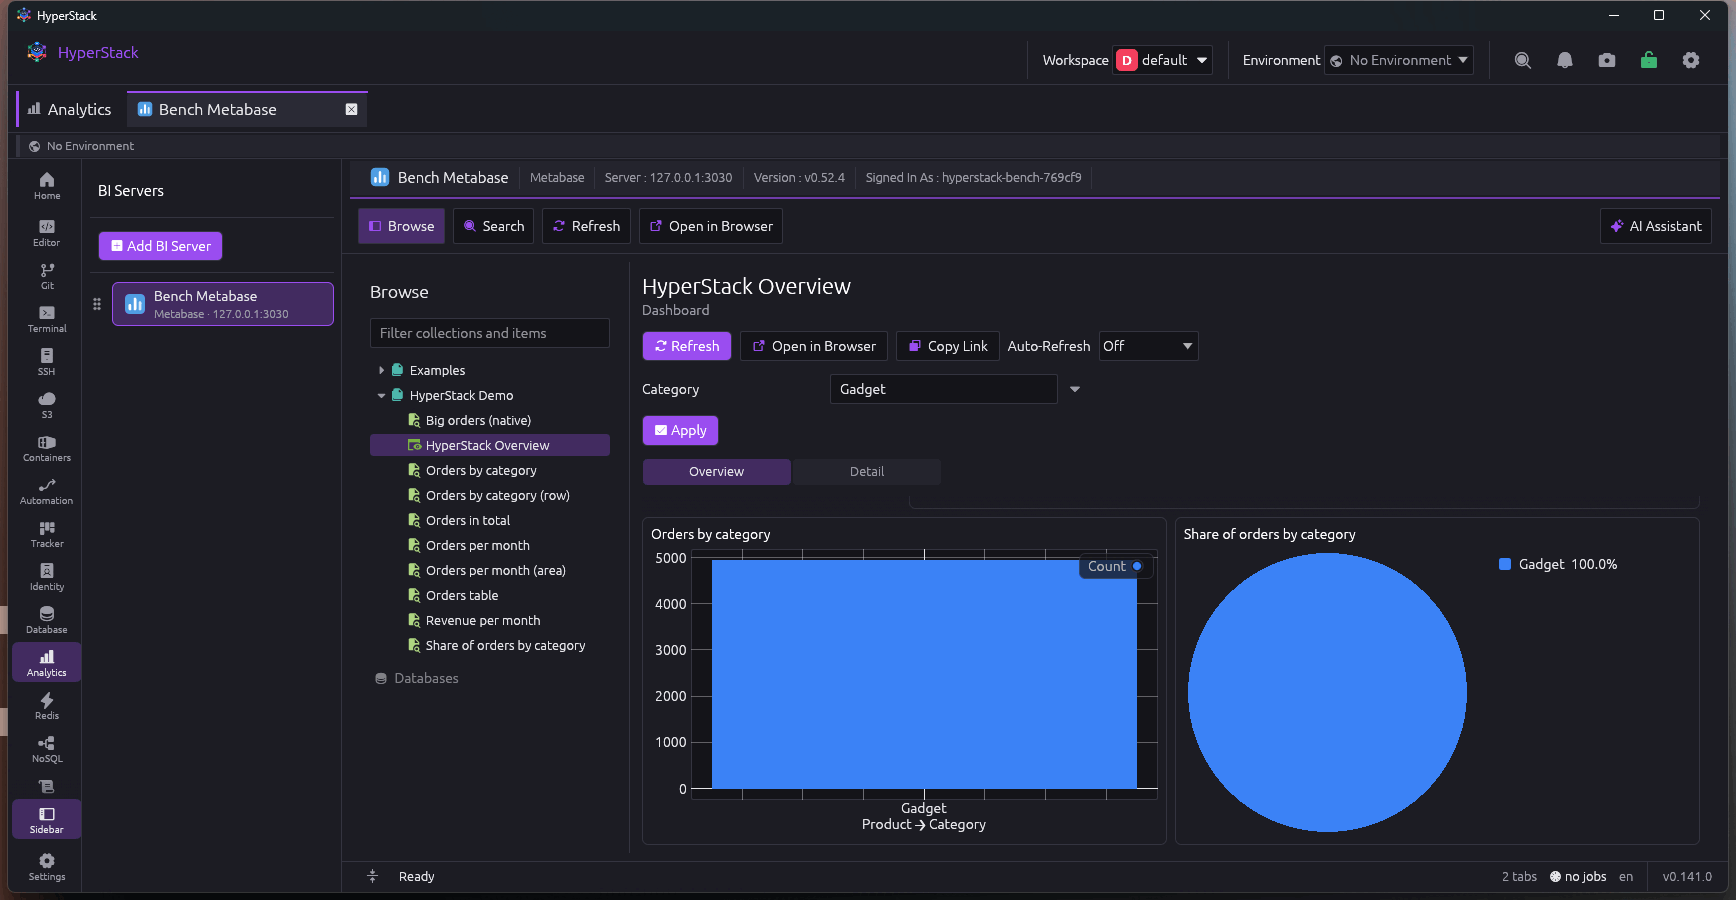 HyperStack
HyperStack
Workspace D default
Environment No Environment
Analytics
Bench Metabase
No Environment
Home
Editor
Git
Terminal
SSH
S3
Containers
Automation
Tracker
Identity
Database
Analytics
Redis
NoSQL
Sidebar
Settings
BI Servers
Add BI Server
Bench Metabase
Metabase · 127.0.0.1:3030
Bench Metabase
Metabase
Server : 127.0.0.1:3030
Version : v0.52.4
Signed In As : hyperstack-bench-769cf9
Browse
Search
Refresh
Open in Browser
AI Assistant
Browse
Filter collections and items
Examples
HyperStack Demo
Big orders (native)
HyperStack Overview
Orders by category
Orders by category (row)
Orders in total
Orders per month
Orders per month (area)
Orders table
Revenue per month
Share of orders by category
Databases
HyperStack Overview
Dashboard
Refresh
Open in Browser
Copy Link
Auto-Refresh
Off
Category
Gadget
Apply
Overview
Detail
Orders by category
5000
4000
3000
2000
1000
0
Count
Gadget
Product → Category
Share of orders by category
Gadget 100.0%
Ready
2 tabs
no jobs
en
v0.141.0